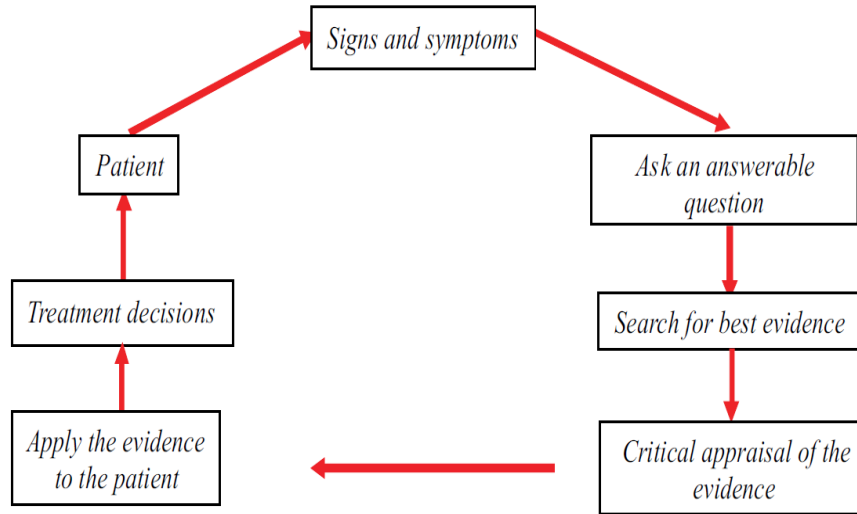 Signs and symptoms
Patient
Ask an answerable
question
Treatment decisions
Search for best evidence
Apply the evidence
to the patient
Critical appraisal of the
evidence